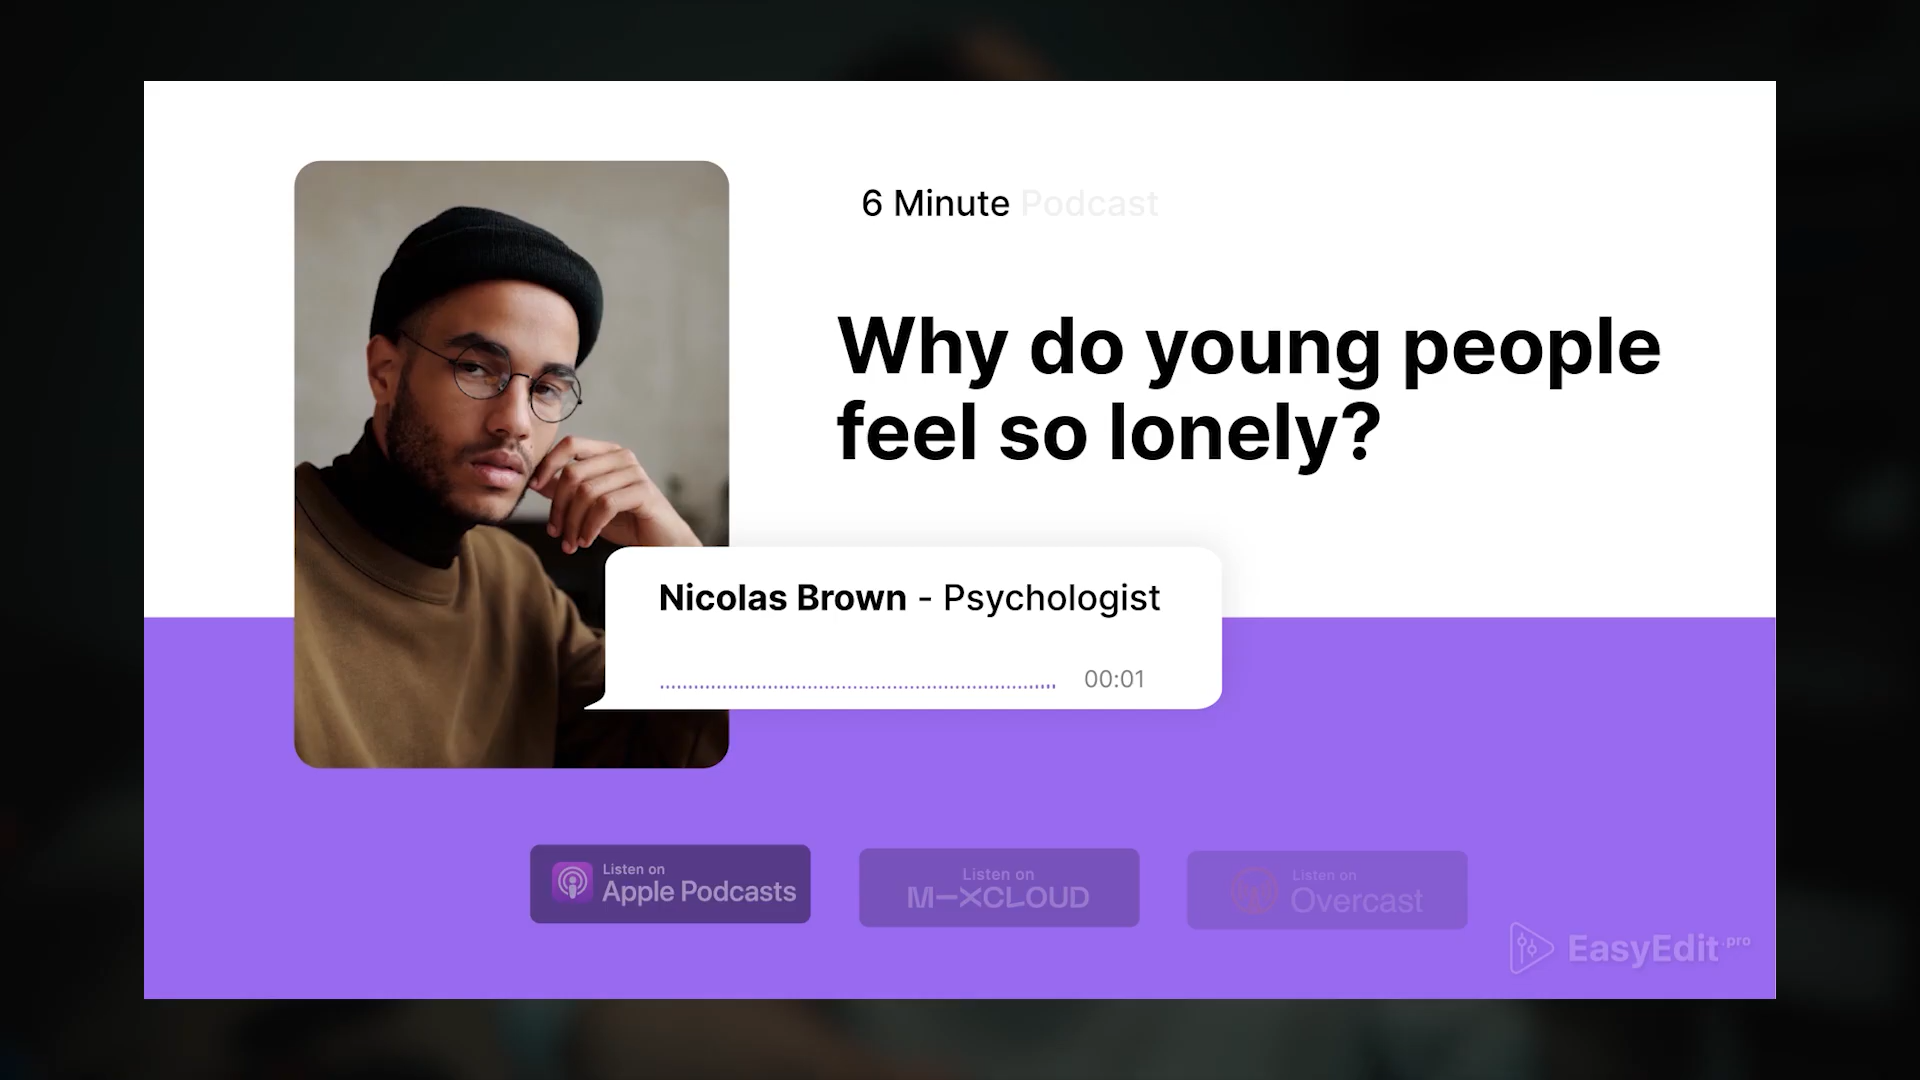 6 Minute Podcast
Why do young people
feel so lonely?
Nicolas Brown - Psychologist
00:01
Listen on
Apple Podcasts
Listen on
M–XCLOUD
Listen on
Overcast
EasyEdit.pro